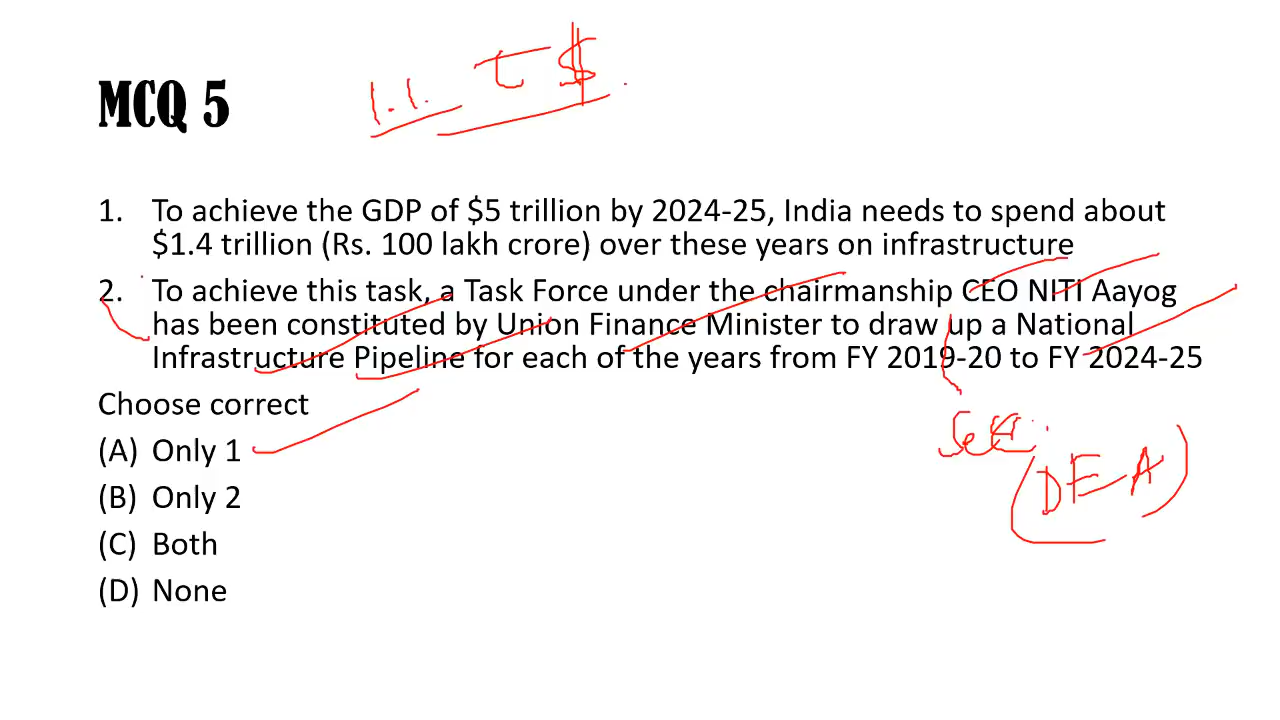 1.1. T $
MCQ 5
1. To achieve the GDP of $5 trillion by 2024-25, India needs to spend about
$1.4 trillion (Rs. 100 lakh crore) over these years on infrastructure
2. To achieve this task, a Task Force under the chairmanship CEO NITI Aayog
has been constituted by Union Finance Minister to draw up a National
Infrastructure Pipeline for each of the years from FY 2019-20 to FY 2024-25
Choose correct
(A) Only 1
(B) Only 2
(C) Both
(D) None
(DEA)